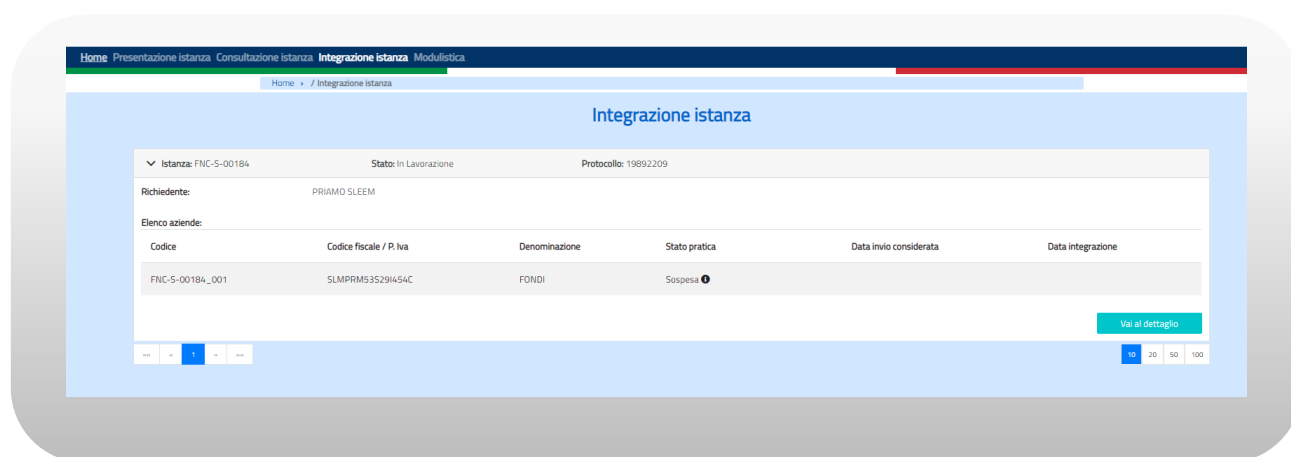 Home Presentazione istanza Consultazione istanza Integrazione istanza Modulistica
Home › / Integrazione istanza
Integrazione istanza
Istanza: FNC-S-00184 Stato: In Lavorazione Protocollo: 19892209
Richiedente: PRIAMO SLEEM
Elenco aziende:
Codice Codice fiscale / P. Iva Denominazione Stato pratica Data invio considerata Data integrazione
FNC-S-00184_001 SLMPRM53S29I454C FONDI Sospesa
Vai al dettaglio
«« « 1 » »» 10 20 50 100